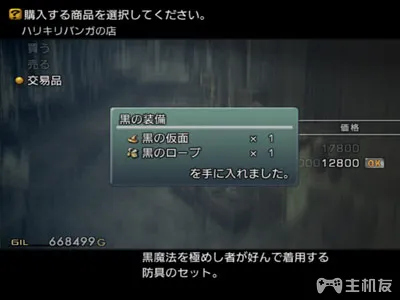 購入する商品を選択してください。
ハリキリバンガの店
買う
売る
交易品
黒の装備
黒の仮面 × 1
黒のローブ × 1
を手に入れました。
価格
17800
12800 OK
GIL 668499G
黒魔法を極めし者が好んで着用する
防具のセット。
主机友